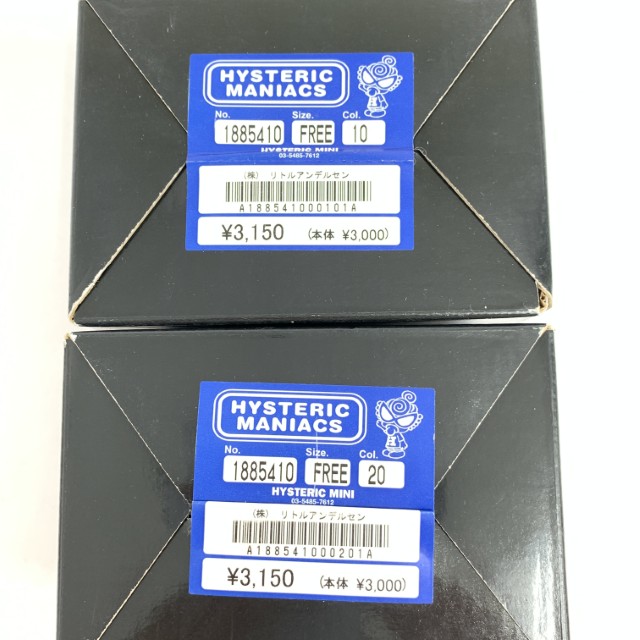 HYSTERIC
MANIACS
No. Size. Col.
1885410 FREE 10
HYSTERIC MINI
03-5485-7612
(株) リトルアンデルセン
A188541000101A
¥3,150 (本体 ¥3,000)
HYSTERIC
MANIACS
No. Size. Col.
1885410 FREE 20
HYSTERIC MINI
03-5485-7612
(株) リトルアンデルセン
A188541000201A
¥3,150 (本体 ¥3,000)